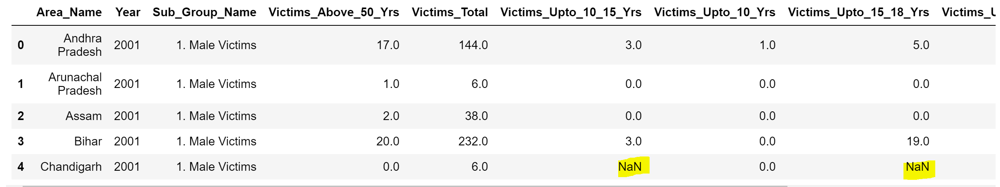 Area_Name Year Sub_Group_Name Victims_Above_50_Yrs Victims_Total Victims_Upto_10_15_Yrs Victims_Upto_10_Yrs Victims_Upto_15_18_Yrs Victims_U
0 Andhra Pradesh 2001 1. Male Victims 17.0 144.0 3.0 1.0 5.0
1 Arunachal Pradesh 2001 1. Male Victims 1.0 6.0 0.0 0.0 0.0
2 Assam 2001 1. Male Victims 2.0 38.0 0.0 0.0 0.0
3 Bihar 2001 1. Male Victims 20.0 232.0 3.0 0.0 19.0
4 Chandigarh 2001 1. Male Victims 0.0 6.0 NaN 0.0 NaN